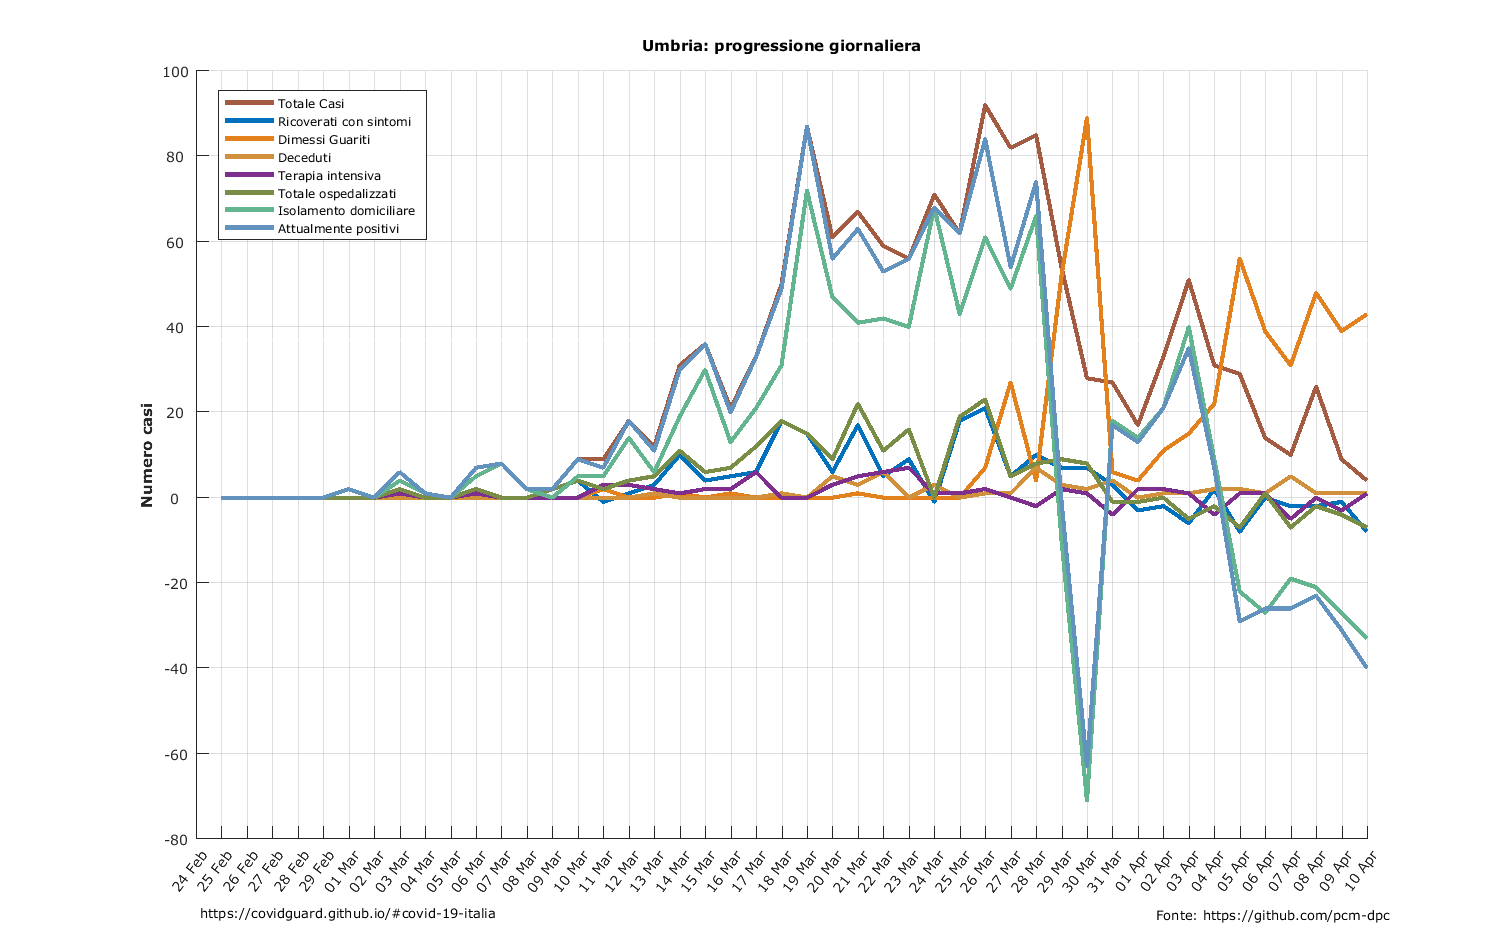 Umbria: progressione giornaliera
100
80
60
40
20
0
-20
-40
-60
-80
Numero casi
Totale Casi
Ricoverati con sintomi
Dimessi Guariti
Deceduti
Terapia intensiva
Totale ospedalizzati
Isolamento domiciliare
Attualmente positivi
24 Feb
25 Feb
26 Feb
27 Feb
28 Feb
29 Feb
01 Mar
02 Mar
03 Mar
04 Mar
05 Mar
06 Mar
07 Mar
08 Mar
09 Mar
10 Mar
11 Mar
12 Mar
13 Mar
14 Mar
15 Mar
16 Mar
17 Mar
18 Mar
19 Mar
20 Mar
21 Mar
22 Mar
23 Mar
24 Mar
25 Mar
26 Mar
27 Mar
28 Mar
29 Mar
30 Mar
31 Mar
01 Apr
02 Apr
03 Apr
04 Apr
05 Apr
06 Apr
07 Apr
08 Apr
09 Apr
10 Apr
https://covidguard.github.io/#covid-19-italia
Fonte: https://github.com/pcm-dpc